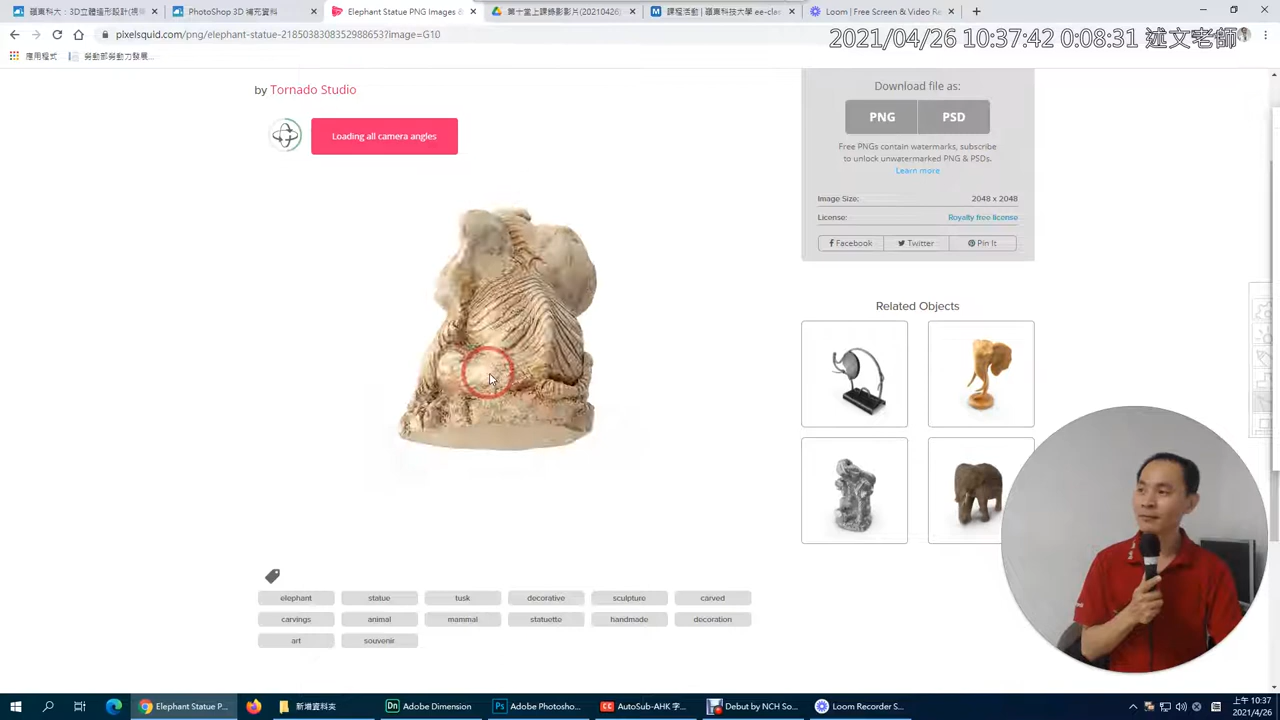 嶺東科大：3D立體造形設計(視傳
PhotoShop 3D 補充資料
Elephant Statue PNG Images &
第十堂上課錄影影片(20210426)
課程活動 | 嶺東科技大學 ee-clas
Loom | Free Screen & Video Re
pixelsquid.com/png/elephant-statue-2185038308352988653?image=G10
2021/04/26 10:37:42 0:08:31 述文老師
應用程式
勞動部勞動力發展...
by Tornado Studio
Loading all camera angles
Download file as:
PNG
PSD
Free PNGs contain watermarks, subscribe
to unlock unwatermarked PNG & PSDs.
Learn more
Image Size:
2048 x 2048
License:
Royalty free license
Facebook
Twitter
Pin It
Related Objects
elephant
statue
tusk
decorative
sculpture
carved
carvings
animal
mammal
statuette
handmade
decoration
art
souvenir
Elephant Statue P...
新增資料夾
Adobe Dimension
Adobe Photosho...
AutoSub-AHK 字...
Debut by NCH So...
Loom Recorder S...
上午 10:37
2021/4/26